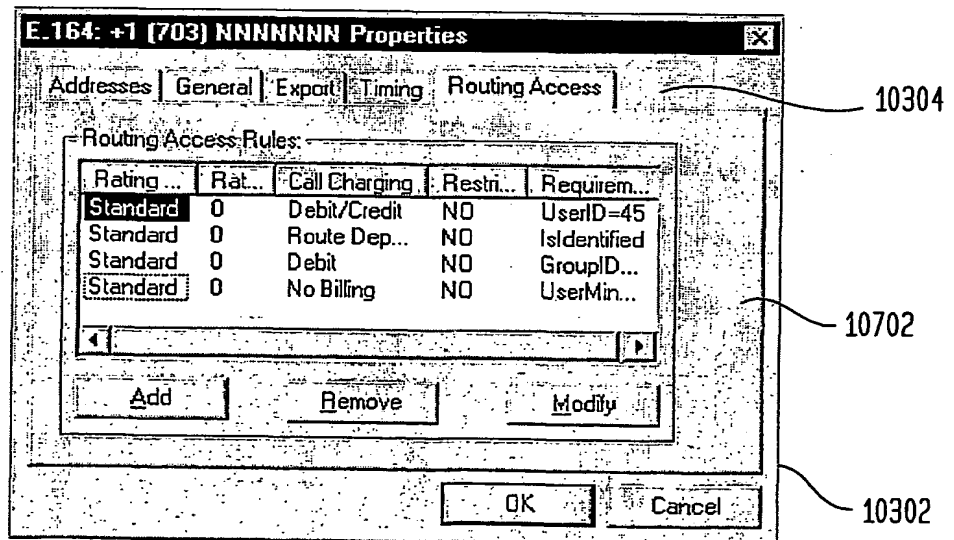 E.164: +1 (703) NNNNNNN Properties
Addresses General Export Timing Routing Access
10304
Routing Access Rules:
Rating ... Rat... Call Charging Restri... Requirem...
Standard 0 Debit/Credit NO UserID=45
Standard 0 Route Dep... NO IsIdentified
Standard 0 Debit NO GroupID...
Standard 0 No Billing NO UserMin...
10702
Add Remove Modify
OK Cancel
10302